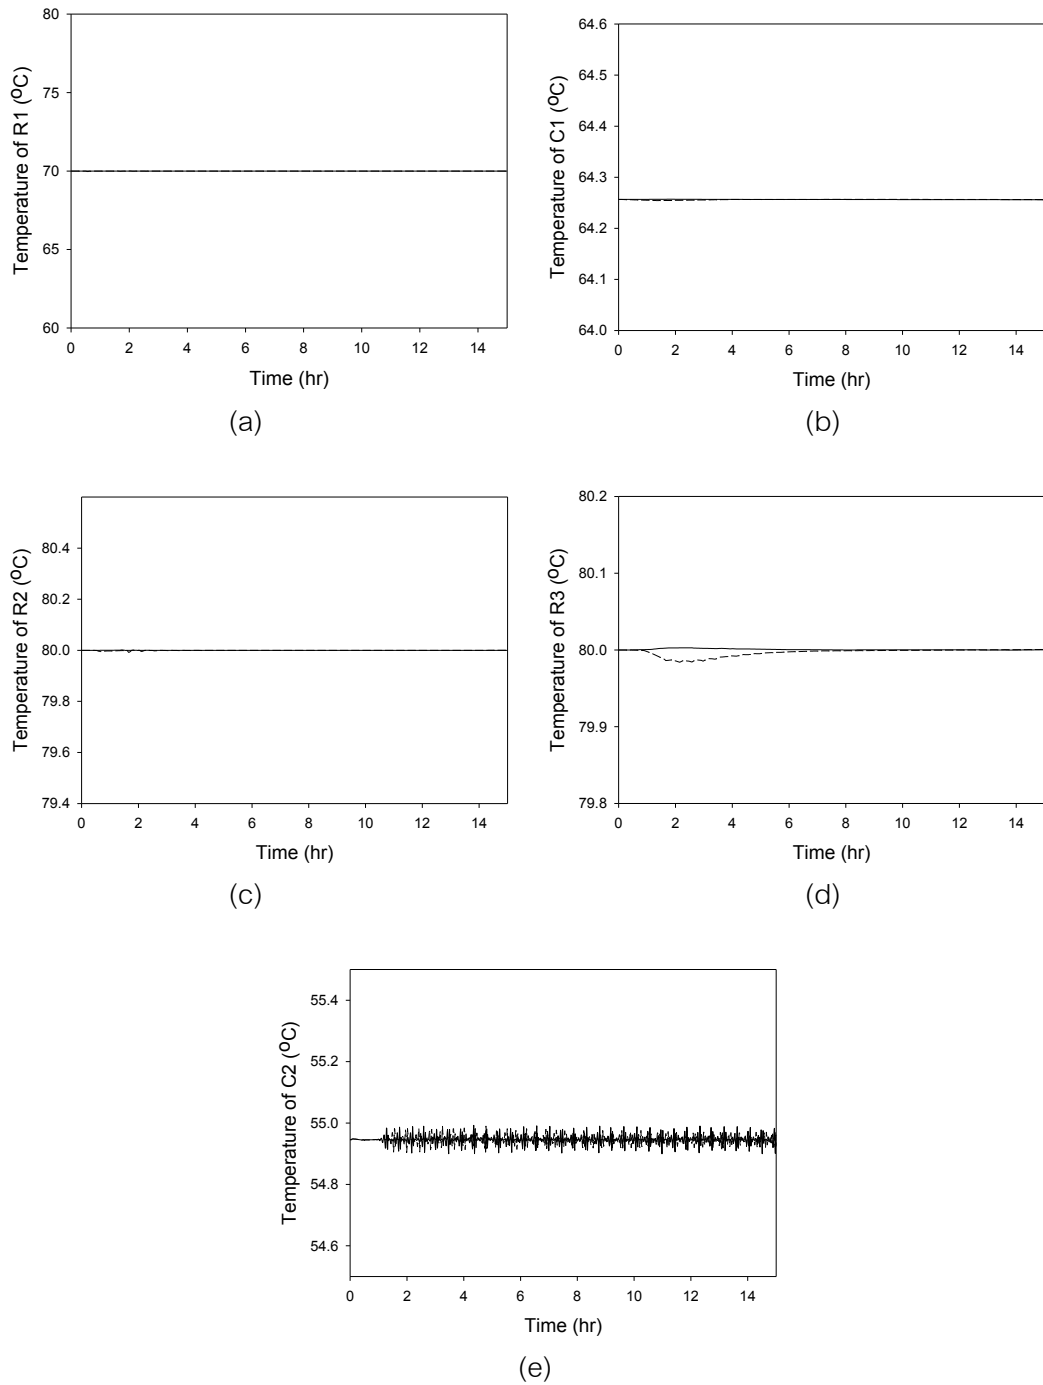 Temperature of R1 (ºC)
80
75
70
65
60
0 2 4 6 8 10 12 14
Time (hr)
(a)
Temperature of C1 (ºC)
64.6
64.5
64.4
64.3
64.2
64.1
64.0
0 2 4 6 8 10 12 14
Time (hr)
(b)
Temperature of R2 (ºC)
80.4
80.2
80.0
79.8
79.6
79.4
0 2 4 6 8 10 12 14
Time (hr)
(c)
Temperature of R3 (ºC)
80.2
80.1
80.0
79.9
79.8
0 2 4 6 8 10 12 14
Time (hr)
(d)
Temperature of C2 (ºC)
55.4
55.2
55.0
54.8
54.6
0 2 4 6 8 10 12 14
Time (hr)
(e)